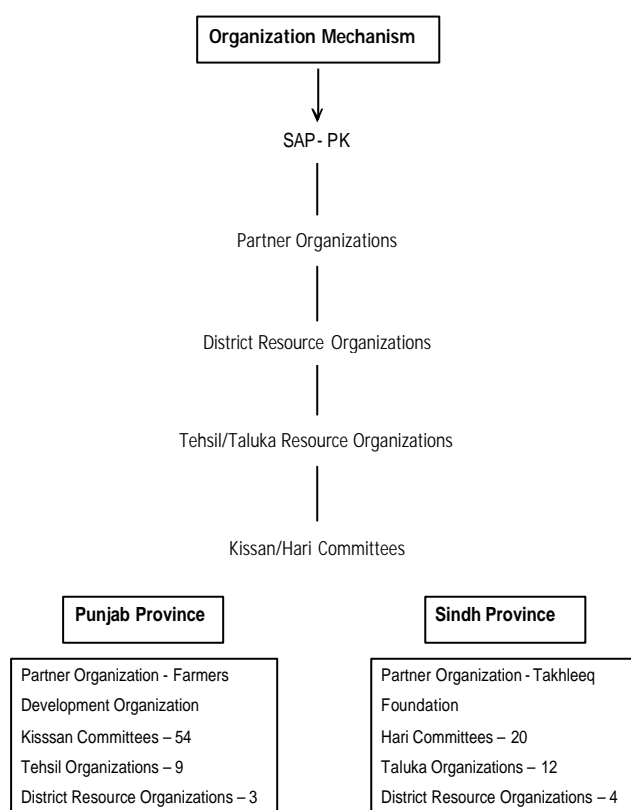 Organization Mechanism
SAP- PK
Partner Organizations
District Resource Organizations
Tehsil/Taluka Resource Organizations
Kissan/Hari Committees
Punjab Province
Partner Organization - Farmers
Development Organization
Kisssan Committees – 54
Tehsil Organizations – 9
District Resource Organizations – 3
Sindh Province
Partner Organization - Takhleeq
Foundation
Hari Committees – 20
Taluka Organizations – 12
District Resource Organizations – 4